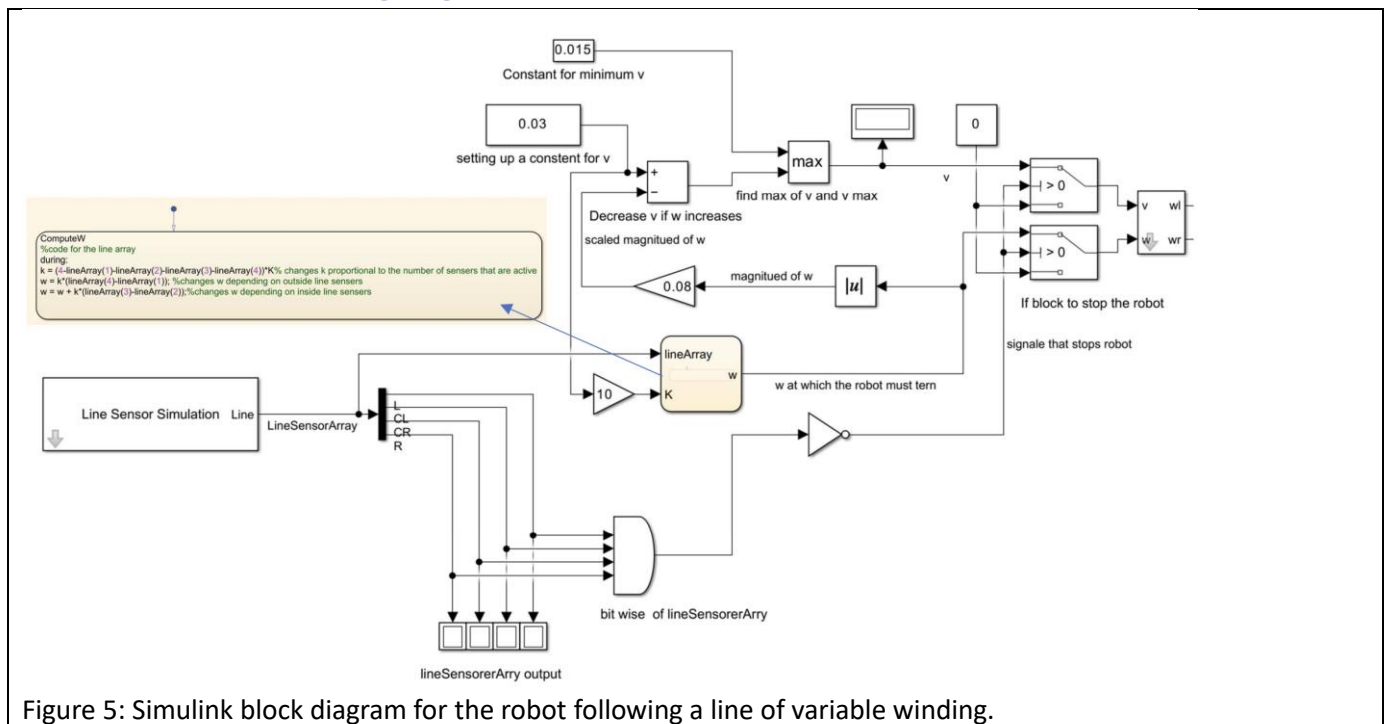 0.015
Constant for minimum v
0.03
setting up a constent for v
0
max
find max of v and v max
+
−
Decrease v if w increases
v
> 0
> 0
v wl
w wr
If block to stop the robot
scaled magnitued of w
0.08
magnitued of w
|u|
signale that stops robot
ComputeW
%code for the line array
during:
k = (4-lineArray(1)-lineArray(2)-lineArray(3)-lineArray(4))*K% changes k proportional to the number of sensers that are active
w = k*(lineArray(4)-lineArray(1)); %changes w depending on outside line sensers
w = w + k*(lineArray(3)-lineArray(2));%changes w depending on inside line sensers
lineArray
w
K
10
w at which the robot must tern
Line Sensor Simulation Line
LineSensorArray
L
CL
CR
R
bit wise of lineSensorerArry
lineSensorerArry output
Figure 5: Simulink block diagram for the robot following a line of variable winding.